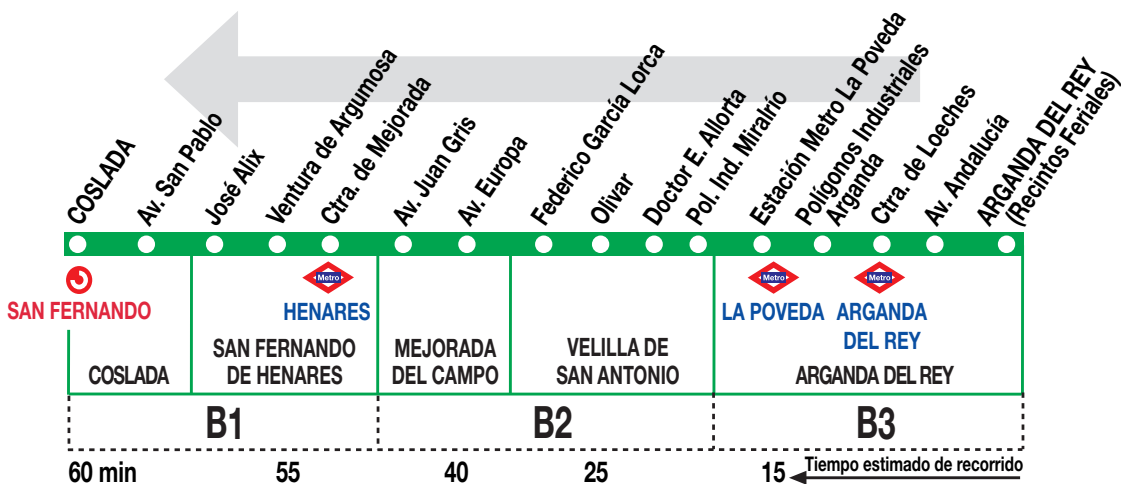 COSLADA
Av. San Pablo
José Alix
Ventura de Argumosa
Ctra. de Mejorada
Av. Juan Gris
Av. Europa
Federico García Lorca
Olivar
Doctor E. Allorta
Pol. Ind. Miralrío
Estación Metro La Poveda
Polígonos Industriales
Arganda
Ctra. de Loeches
Av. Andalucía
ARGANDA DEL REY
(Recintos Feriales)
Metro
Metro
Metro
SAN FERNANDO
HENARES
LA POVEDA
ARGANDA
DEL REY
COSLADA
SAN FERNANDO
DE HENARES
MEJORADA
DEL CAMPO
VELILLA DE
SAN ANTONIO
ARGANDA DEL REY
B1
B2
B3
60 min
55
40
25
15
Tiempo estimado de recorrido